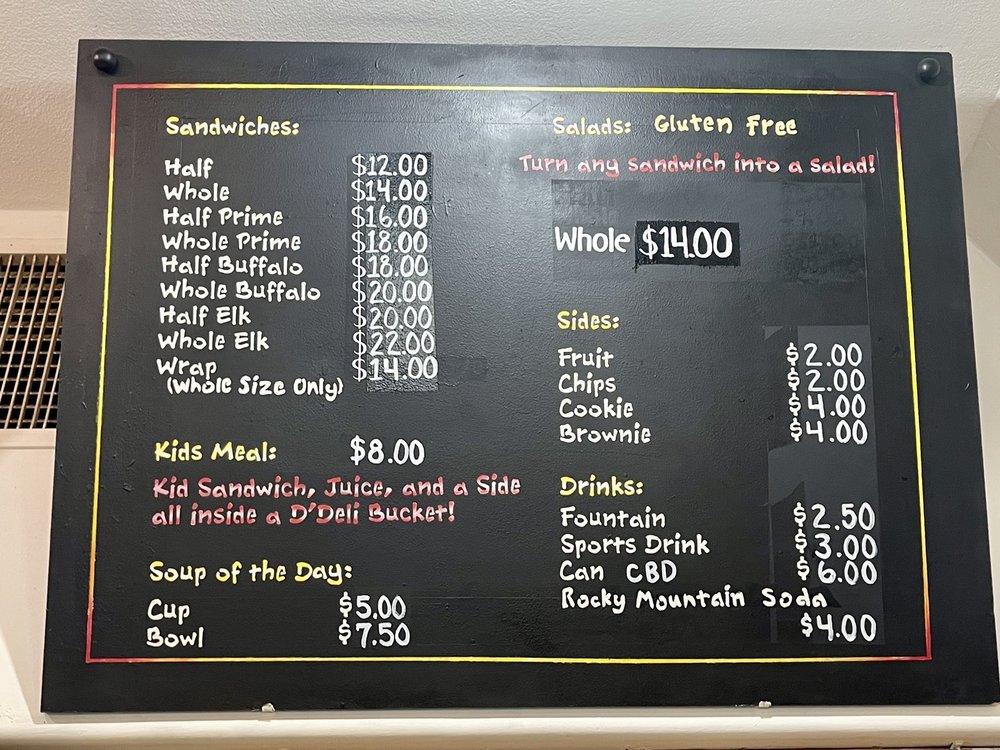 Sandwiches:
Half $12.00
Whole $14.00
Half Prime $16.00
Whole Prime $18.00
Half Buffalo $18.00
Whole Buffalo $20.00
Half Elk $20.00
Whole Elk $22.00
Wrap $14.00
(Whole Size Only)
Kids Meal: $8.00
Kid Sandwich, Juice, and a Side
all inside a D'Deli Bucket!
Soup of the Day:
Cup $5.00
Bowl $7.50
Salads: Gluten Free
Turn any sandwich into a salad!
Whole $14.00
Sides:
Fruit $2.00
Chips $2.00
Cookie $4.00
Brownie $4.00
Drinks:
Fountain $2.50
Sports Drink $3.00
Can CBD $6.00
Rocky Mountain Soda
$4.00